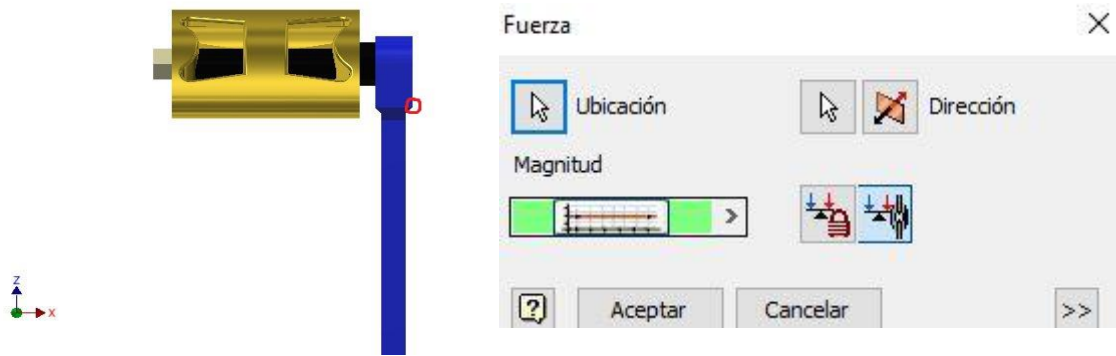 Fuerza
Ubicación
Dirección
Magnitud
>
z
x
?
Aceptar
Cancelar
>>